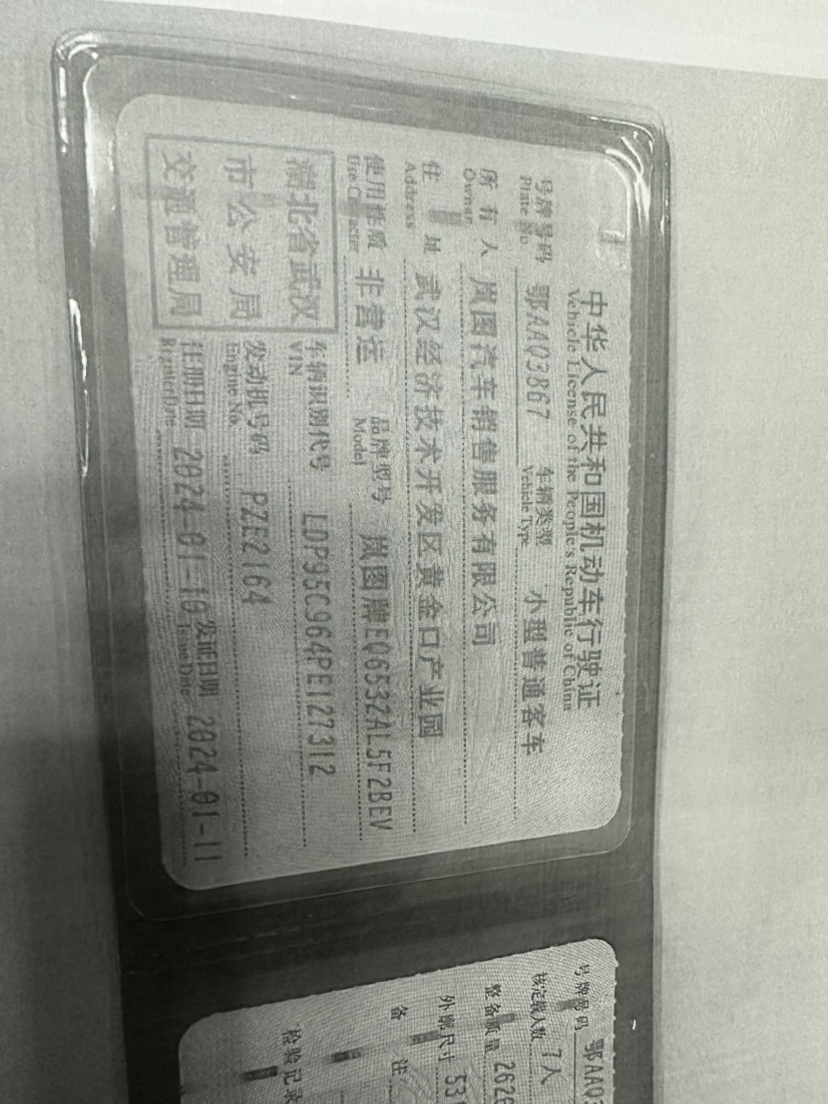 中华人民共和国机动车行驶证
Vehicle License of the People's Republic of China
号牌号码 鄂AAQ3867 车辆类型 小型普通客车
Plate No. Vehicle Type
所有人 岚图汽车销售服务有限公司
Owner
住址 武汉经济技术开发区黄金口产业园
Address
使用性质 非营运 品牌型号 岚图牌EQ6532AL5F2BEV
Use Character Model
湖北省武汉
市公安局
交通管理局
车辆识别代号 LDP95C964PE127312
VIN
发动机号码 PZE2164
Engine No.
注册日期 2024-01-10 发证日期 2024-01-11
Register Date Issue Date
号牌号码 鄂AAQ3
核定载人数 7人
整备质量 2626
外廓尺寸 531
备注
检验记录